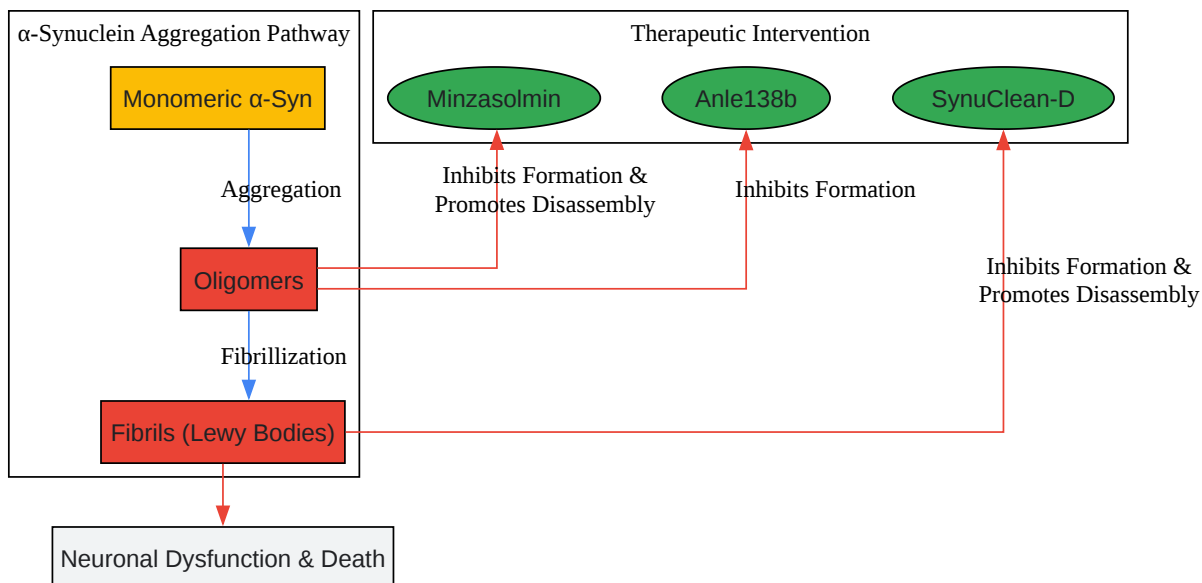 α-Synuclein Aggregation Pathway
Therapeutic Intervention
Monomeric α-Syn
Minzasolmin
Anle138b
SynuClean-D
Aggregation
Inhibits Formation &
Promotes Disassembly
Inhibits Formation
Oligomers
Inhibits Formation &
Promotes Disassembly
Fibrillization
Fibrils (Lewy Bodies)
Neuronal Dysfunction & Death